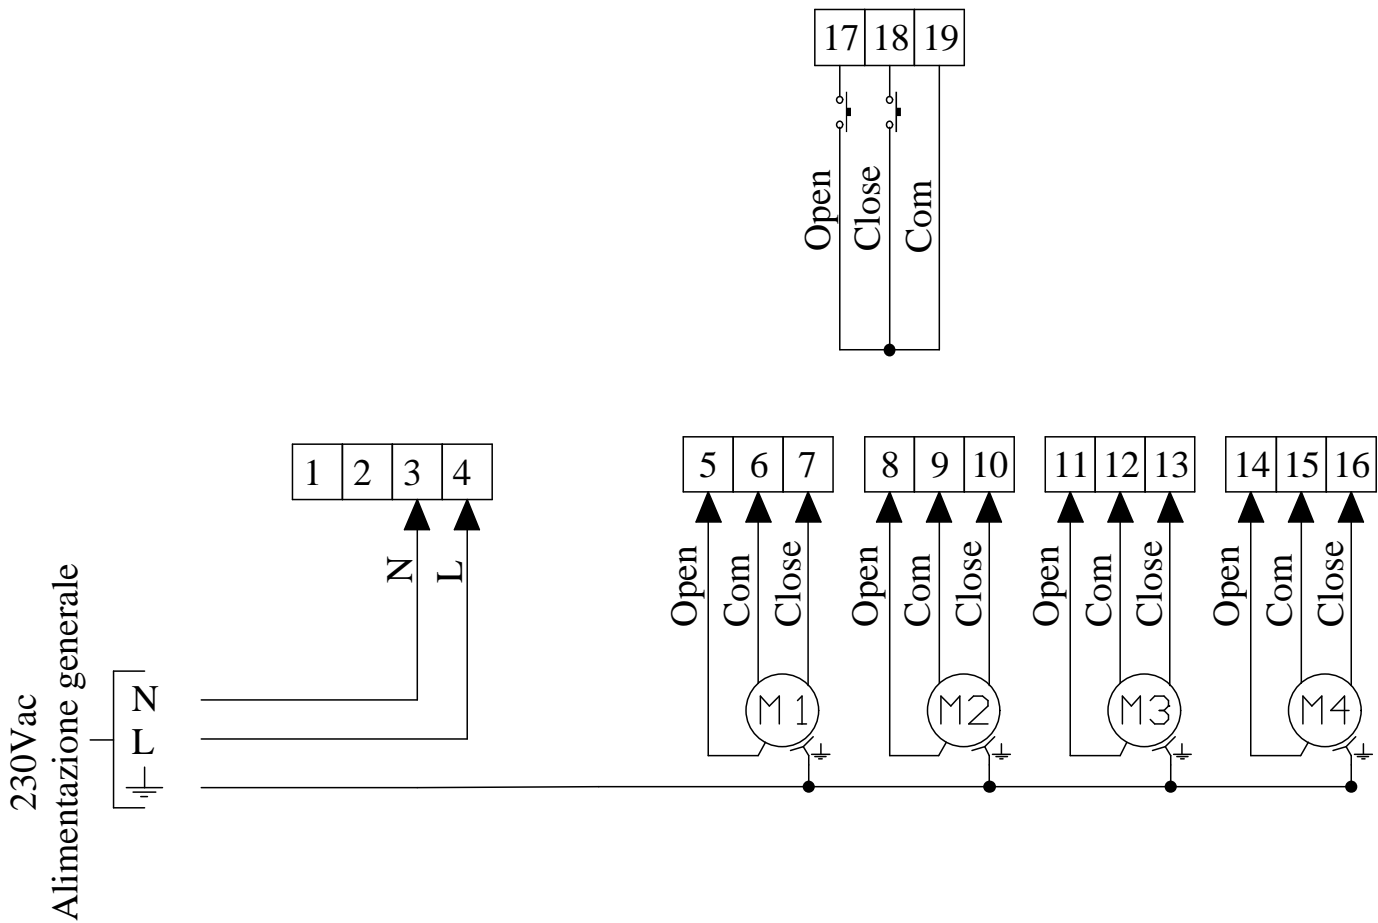 17 18 19
Open
Close
Com
1 2 3 4
5 6 7
8 9 10
11 12 13
14 15 16
N
L
Open
Com
Close
Open
Com
Close
Open
Com
Close
Open
Com
Close
230Vac
Alimentazione generale
N
L
M1
M2
M3
M4